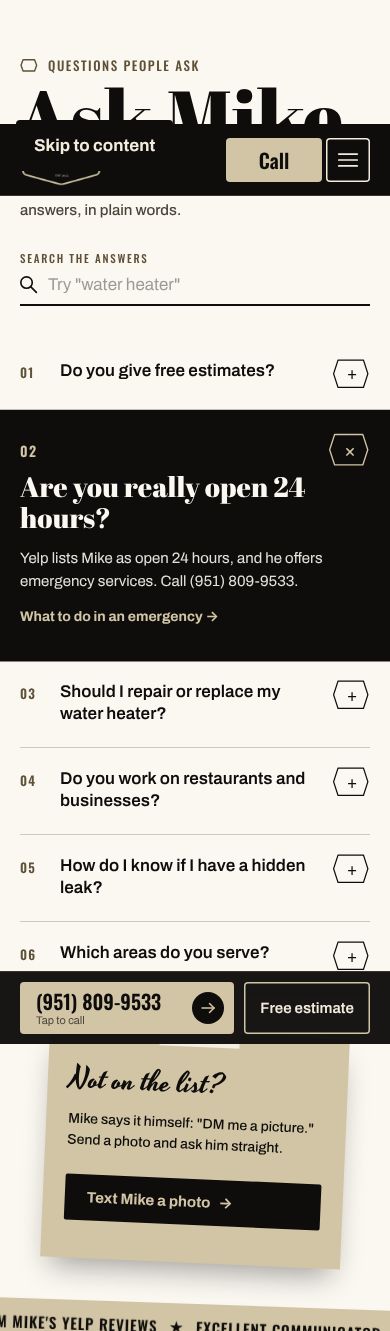 QUESTIONS PEOPLE ASK
Ask Mike
Skip to content
Call
answers, in plain words.
SEARCH THE ANSWERS
Try "water heater"
01 Do you give free estimates? +
02 ×
Are you really open 24
hours?
Yelp lists Mike as open 24 hours, and he offers
emergency services. Call (951) 809-9533.
What to do in an emergency →
03 Should I repair or replace my +
water heater?
04 Do you work on restaurants and +
businesses?
05 How do I know if I have a hidden +
leak?
06 Which areas do you serve? +
(951) 809-9533 →
Tap to call
Free estimate
Not on the list?
Mike says it himself: "DM me a picture."
Send a photo and ask him straight.
Text Mike a photo →
M MIKE'S YELP REVIEWS ★ EXCELLENT COMMUNICATOR